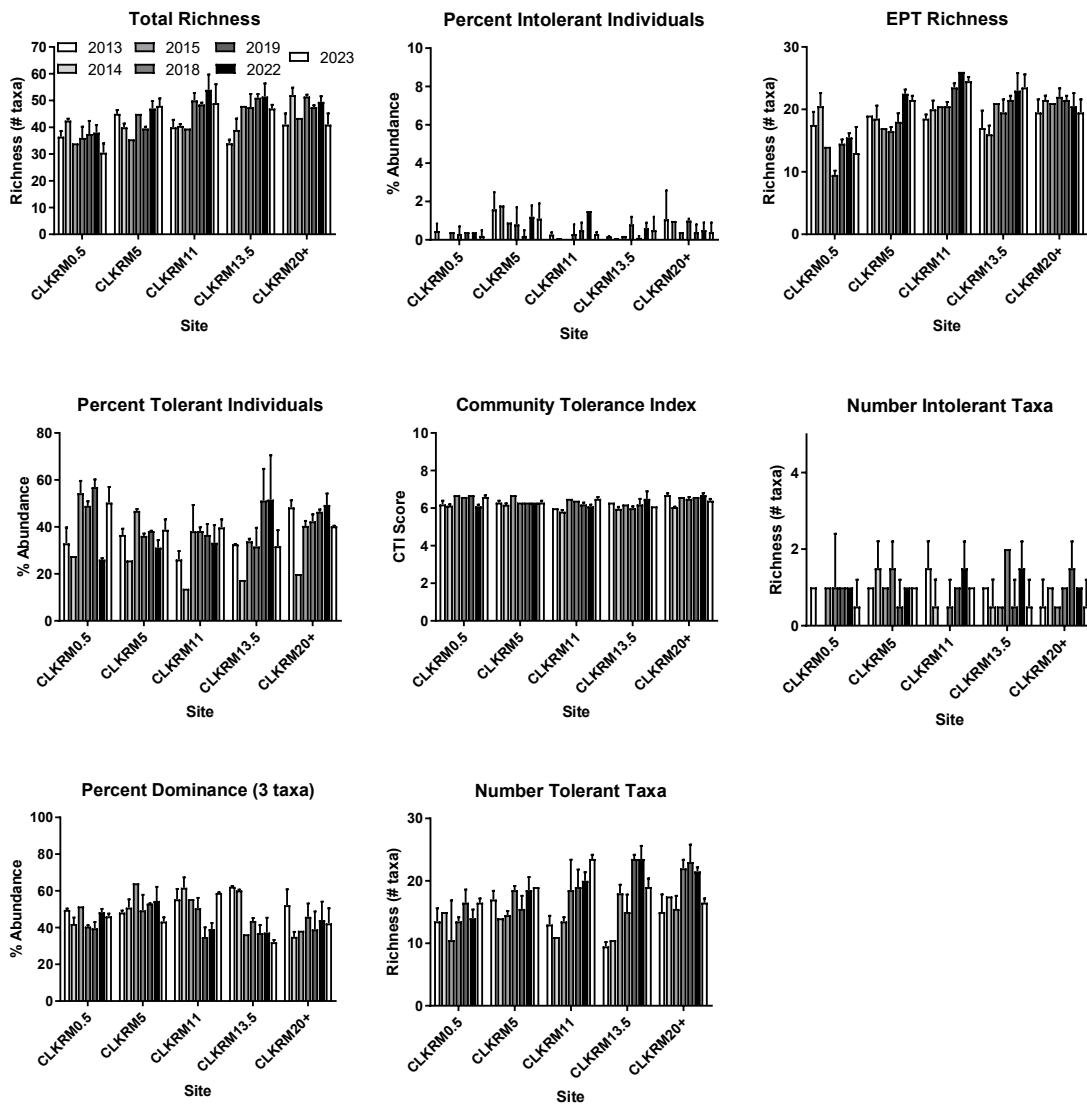 Total Richness
Richness (# taxa)
70
60
50
40
30
20
10
0
2013
2014
2015
2018
2019
2022
2023
CLKRM0.5
CLKRM5
CLKRM11
CLKRM13.5
CLKRM20+
Site
Percent Intolerant Individuals
% Abundance
10
8
6
4
2
0
CLKRM0.5
CLKRM5
CLKRM11
CLKRM13.5
CLKRM20+
Site
EPT Richness
Richness (# taxa)
30
20
10
0
CLKRM0.5
CLKRM5
CLKRM11
CLKRM13.5
CLKRM20+
Site
Percent Tolerant Individuals
% Abundance
80
60
40
20
0
CLKRM0.5
CLKRM5
CLKRM11
CLKRM13.5
CLKRM20+
Site
Community Tolerance Index
CTI Score
10
8
6
4
2
0
CLKRM0.5
CLKRM5
CLKRM11
CLKRM13.5
CLKRM20+
Site
Number Intolerant Taxa
Richness (# taxa)
4
2
0
CLKRM0.5
CLKRM5
CLKRM11
CLKRM13.5
CLKRM20+
Site
Percent Dominance (3 taxa)
% Abundance
100
80
60
40
20
0
CLKRM0.5
CLKRM5
CLKRM11
CLKRM13.5
CLKRM20+
Site
Number Tolerant Taxa
Richness (# taxa)
30
20
10
0
CLKRM0.5
CLKRM5
CLKRM11
CLKRM13.5
CLKRM20+
Site